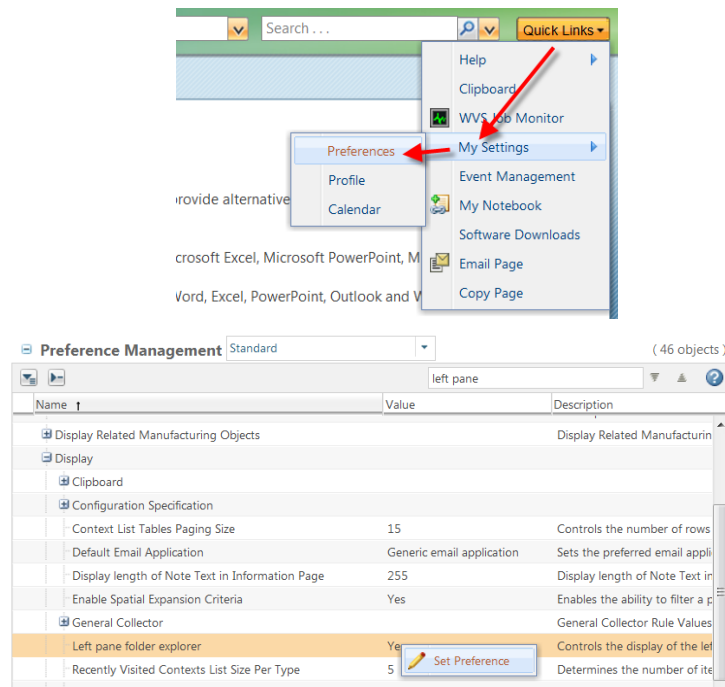 Search . . .
Quick Links
Help
Clipboard
WVS Job Monitor
Preferences
My Settings
Profile
Event Management
provide alternative
Calendar
My Notebook
Software Downloads
crosoft Excel, Microsoft PowerPoint, M
Email Page
Word, Excel, PowerPoint, Outlook and W
Copy Page
Preference Management Standard ( 46 objects )
left pane
Name Value Description
Display Related Manufacturing Objects Display Related Manufacturin
Display
Clipboard
Configuration Specification
Context List Tables Paging Size 15 Controls the number of rows
Default Email Application Generic email application Sets the preferred email appli
Display length of Note Text in Information Page 255 Display length of Note Text in
Enable Spatial Expansion Criteria Yes Enables the ability to filter a p
General Collector General Collector Rule Values
Left pane folder explorer Ye Controls the display of the lef
Set Preference
Recently Visited Contexts List Size Per Type 5 Determines the number of ite